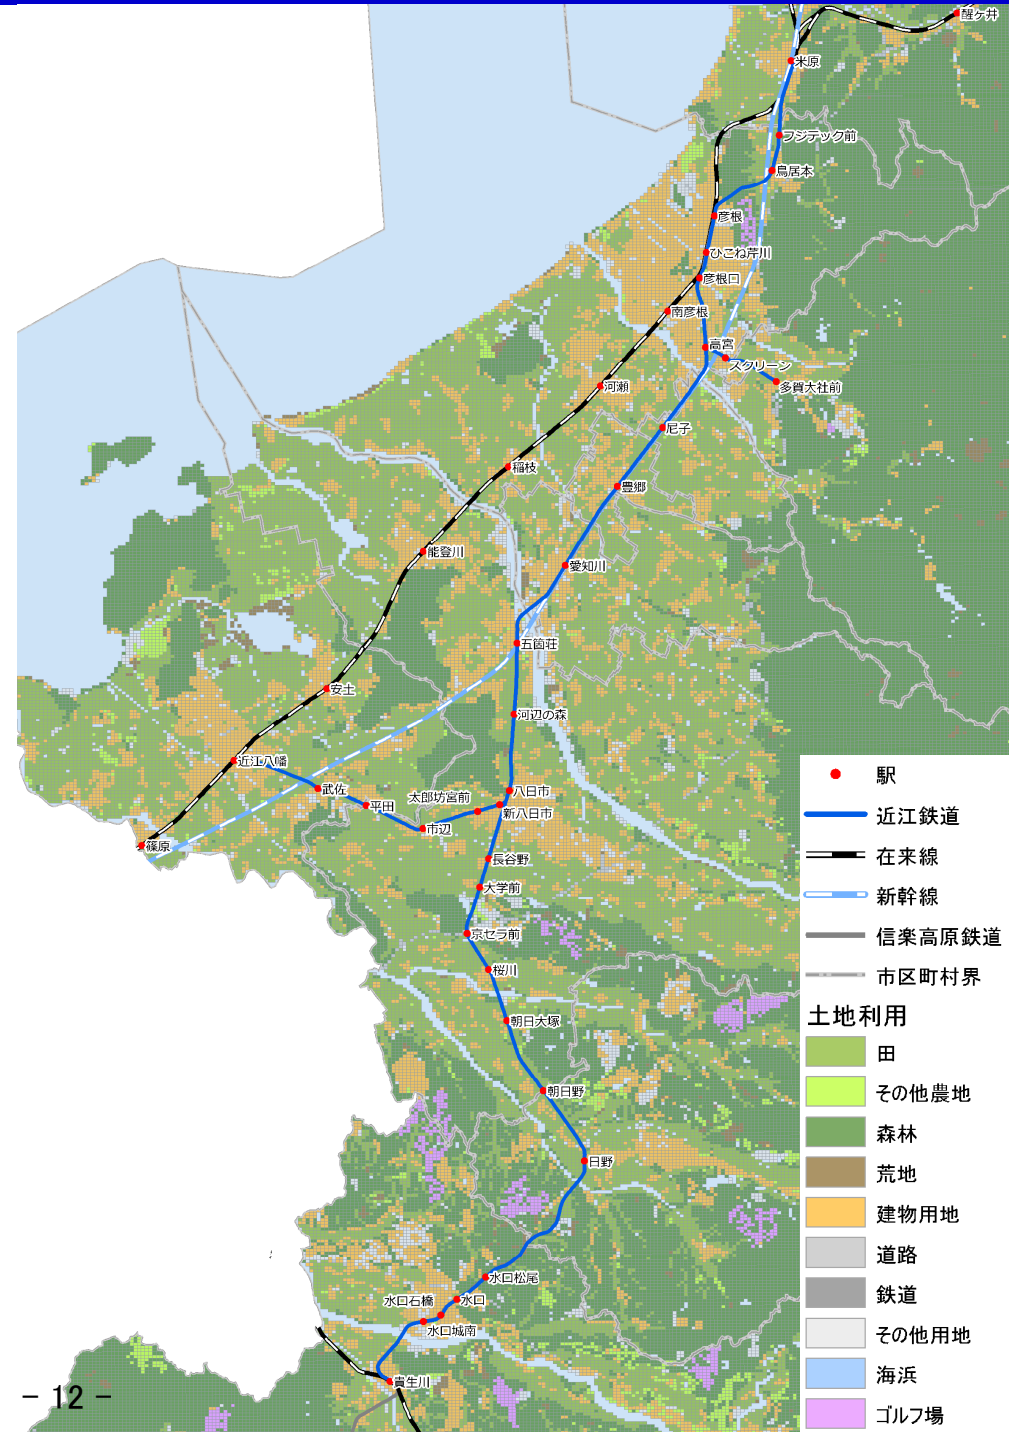 醒ヶ井
米原
フジテック前
鳥居本
彦根
ひこね芹川
彦根口
南彦根
高宮
スクリーン
多賀大社前
河瀬
尼子
稲枝
豊郷
能登川
愛知川
五箇荘
安土
河辺の森
近江八幡
武佐
平田
太郎坊宮前
八日市
新八日市
市辺
篠原
長谷野
大学前
京セラ前
桜川
朝日大塚
朝日野
日野
水口松尾
水口石橋
水口
水口城南
貴生川
駅
近江鉄道
在来線
新幹線
信楽高原鉄道
市区町村界
土地利用
田
その他農地
森林
荒地
建物用地
道路
鉄道
その他用地
海浜
ゴルフ場
- 12 -